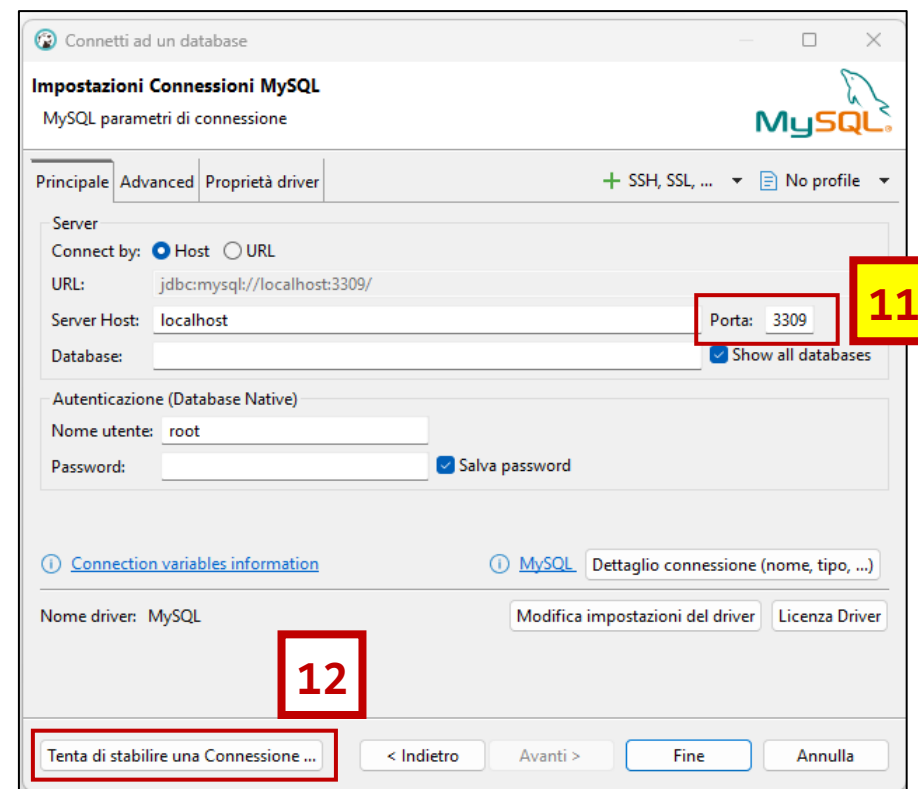 Connetti ad un database
Impostazioni Connessioni MySQL
MySQL parametri di connessione
MySQL®
Principale Advanced Proprietà driver
SSH, SSL, ... No profile
Server
Connect by: Host URL
URL: jdbc:mysql://localhost:3309/
Server Host: localhost Porta: 3309
11
Database: Show all databases
Autenticazione (Database Native)
Nome utente: root
Password: Salva password
Connection variables information MySQL Dettaglio connessione (nome, tipo, ...)
Nome driver: MySQL Modifica impostazioni del driver Licenza Driver
12
Tenta di stabilire una Connessione ... < Indietro Avanti > Fine Annulla